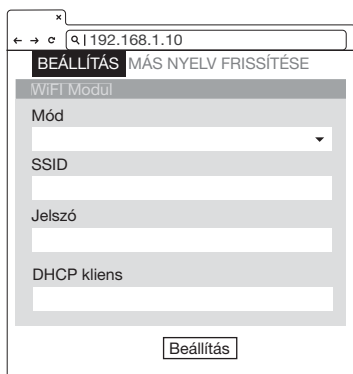 192.168.1.10
BEÁLLÍTÁS MÁS NYELV FRISSÍTÉSE
WiFI Modul
Mód
SSID
Jelszó
DHCP kliens
Beállítás